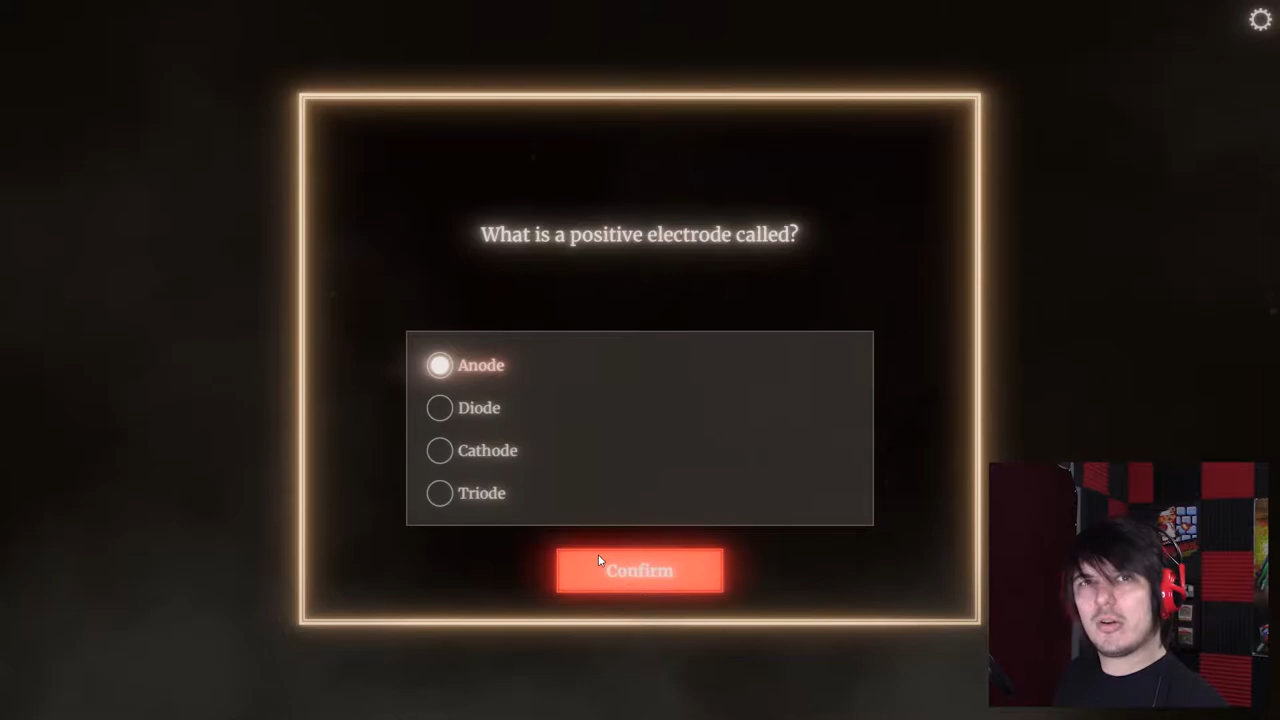 What is a positive electrode called?
Anode
Diode
Cathode
Triode
Confirm